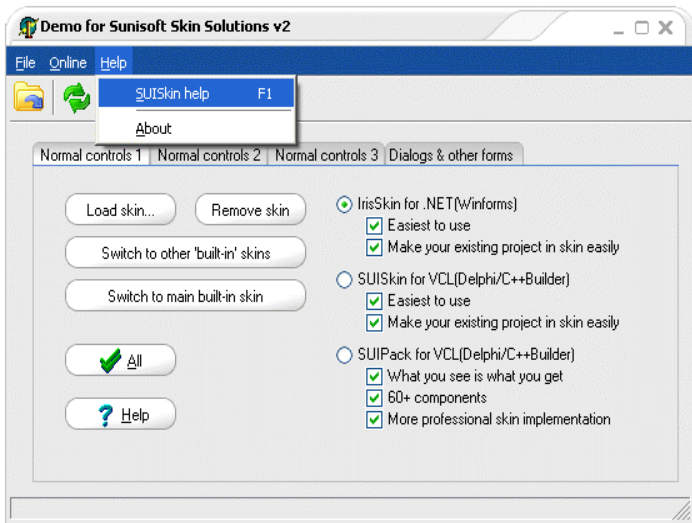 Demo for Sunisoft Skin Solutions v2
File Online Help
SUISkin help F1
About
Normal controls 1 Normal controls 2 Normal controls 3 Dialogs & other forms
Load skin... Remove skin
Switch to other 'built-in' skins
Switch to main built-in skin
All
Help
IrisSkin for .NET(Winforms)
Easiest to use
Make your existing project in skin easily
SUISkin for VCL(Delphi/C++Builder)
Easiest to use
Make your existing project in skin easily
SUIPack for VCL(Delphi/C++Builder)
What you see is what you get
60+ components
More professional skin implementation